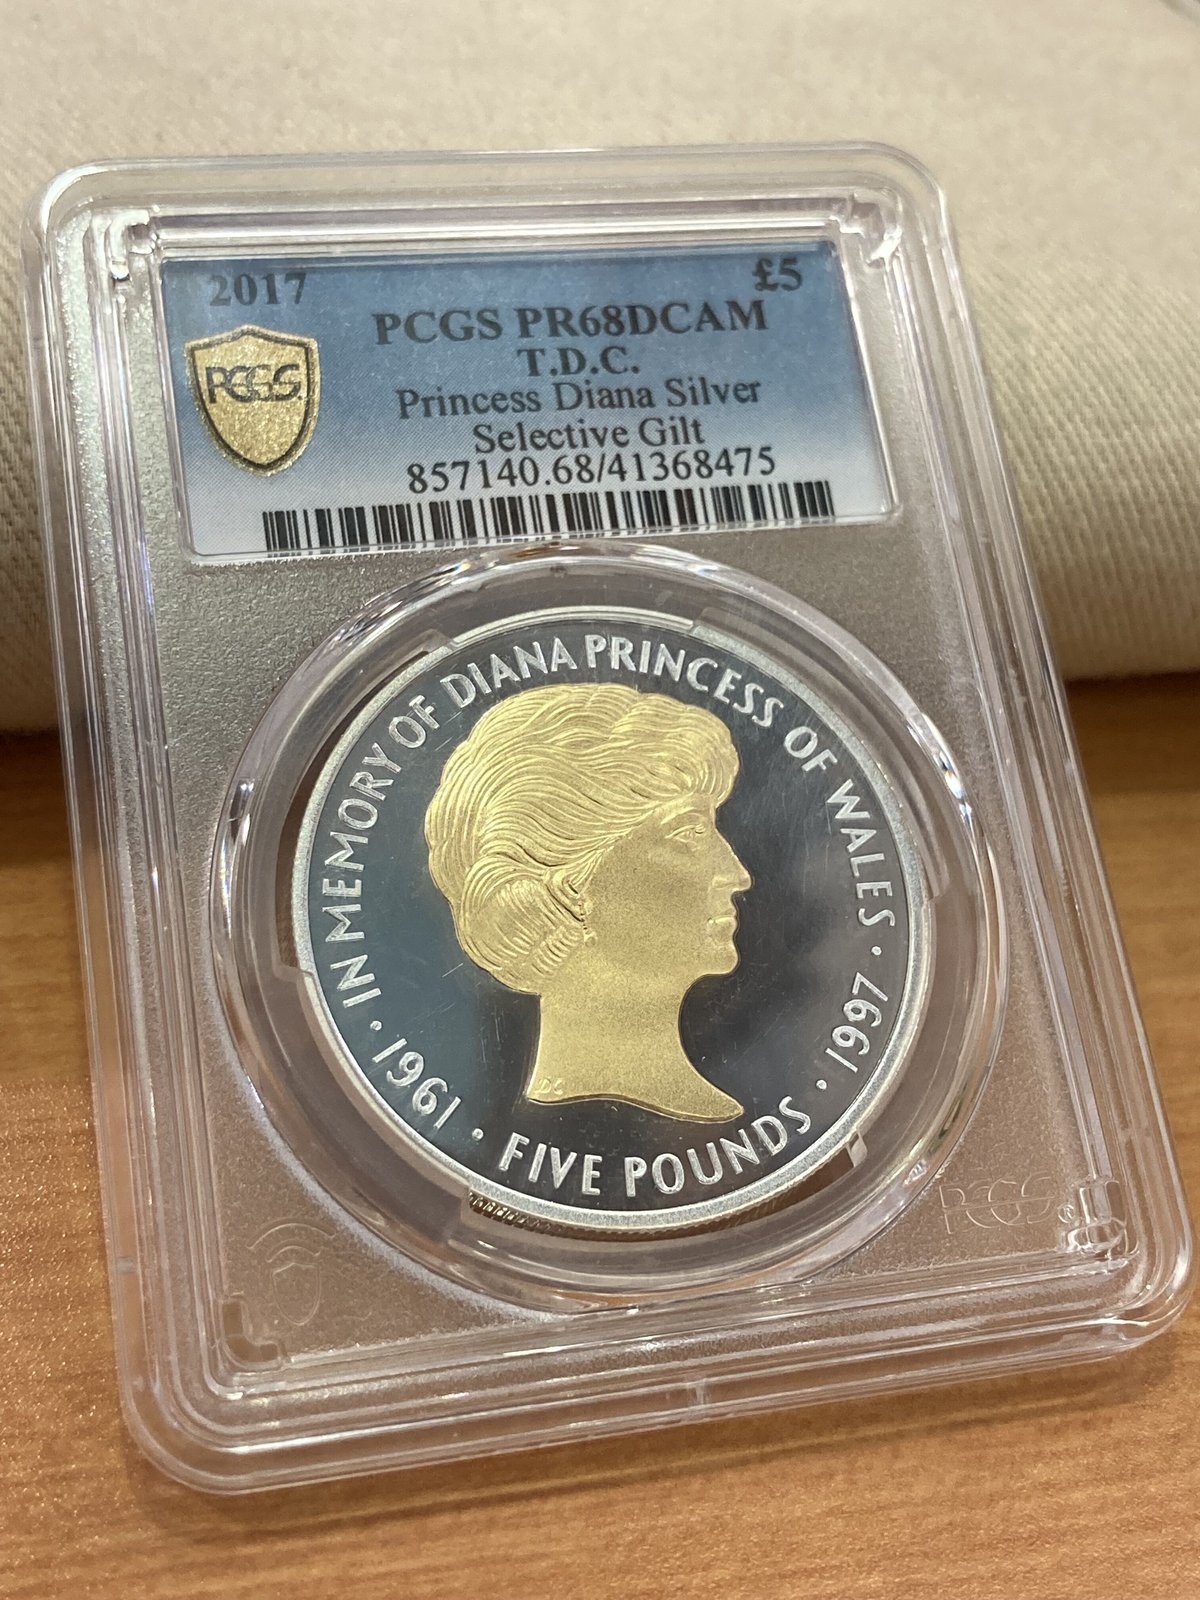 2017
£5
PCGS PR68DCAM
T.D.C.
Princess Diana Silver
Selective Gilt
857140.68/41368475
PCGS
IN MEMORY OF DIANA PRINCESS OF WALES
· 1961 · FIVE POUNDS · 1997 ·
PCGS